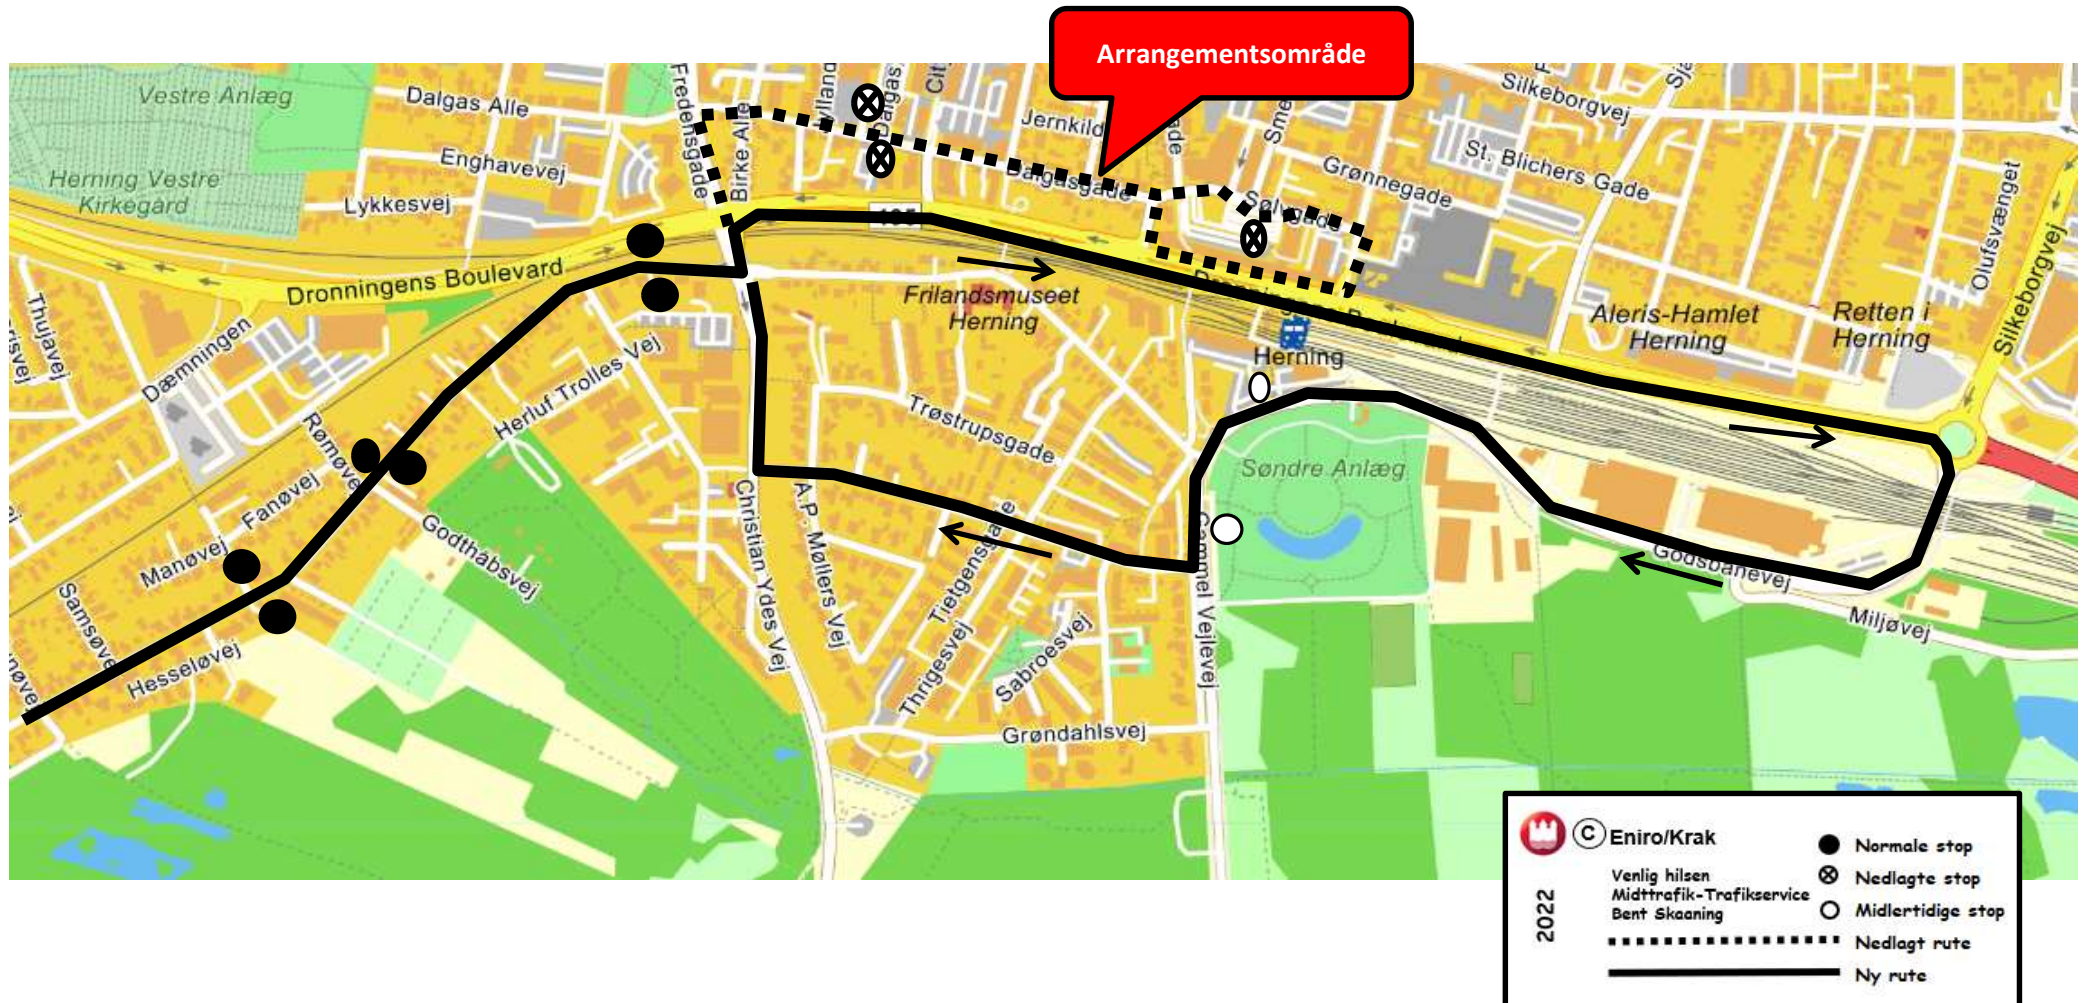 Arrangementsområde
Vestre Anlæg
Dalgas Alle
Fredensgade
Birke Alle
Jernkild
Silkeborgvej
Enghavevej
Herning Vestre
Kirkegård
Lykkesvej
Dalgasgade
Grønnegade
St. Blichers Gade
Sølvgade
Olufsvænget
Silkeborgvej
Dronningens Boulevard
Thujavej
Dæmningen
Frilandsmuseet
Herning
Aleris-Hamlet
Herning
Retten i
Herning
Herning
Herluf Trolles Vej
Rømøvej
Trøstrupsgade
Søndre Anlæg
Fanøvej
Manøvej
Godthåbsvej
Christian Ydes Vej
A.P. Møllers Vej
Tietgensgade
Gammel Vejlevej
Godsbanevej
Miljøvej
Samsøvej
Hesseløvej
Thrigesvej
Sabroesvej
Grøndahlsvej
C Eniro/Krak
Venlig hilsen
Midttrafik-Trafikservice
Bent Skaaning
2022
Normale stop
Nedlagte stop
Midlertidige stop
Nedlagt rute
Ny rute